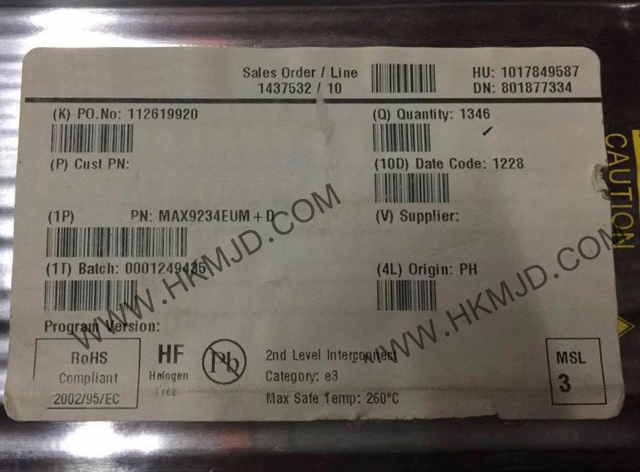 Sales Order / Line
1437532 / 10
HU: 1017849587
DN: 801877334
(K) PO.No: 112619920
(Q) Quantity: 1346
(P) Cust PN:
(10D) Date Code: 1228
(1P) PN: MAX9234EUM+D
(V) Supplier:
(1T) Batch: 0001249435
(4L) Origin: PH
Program Version:
RoHS
Compliant
2002/95/EC
HF
Halogen
Free
Pb
2nd Level Interconnect
Category: e3
Max Safe Temp: 260°C
MSL
3
CAUTION
WWW.HKMJD.COM
WWW.HKMJD.COM